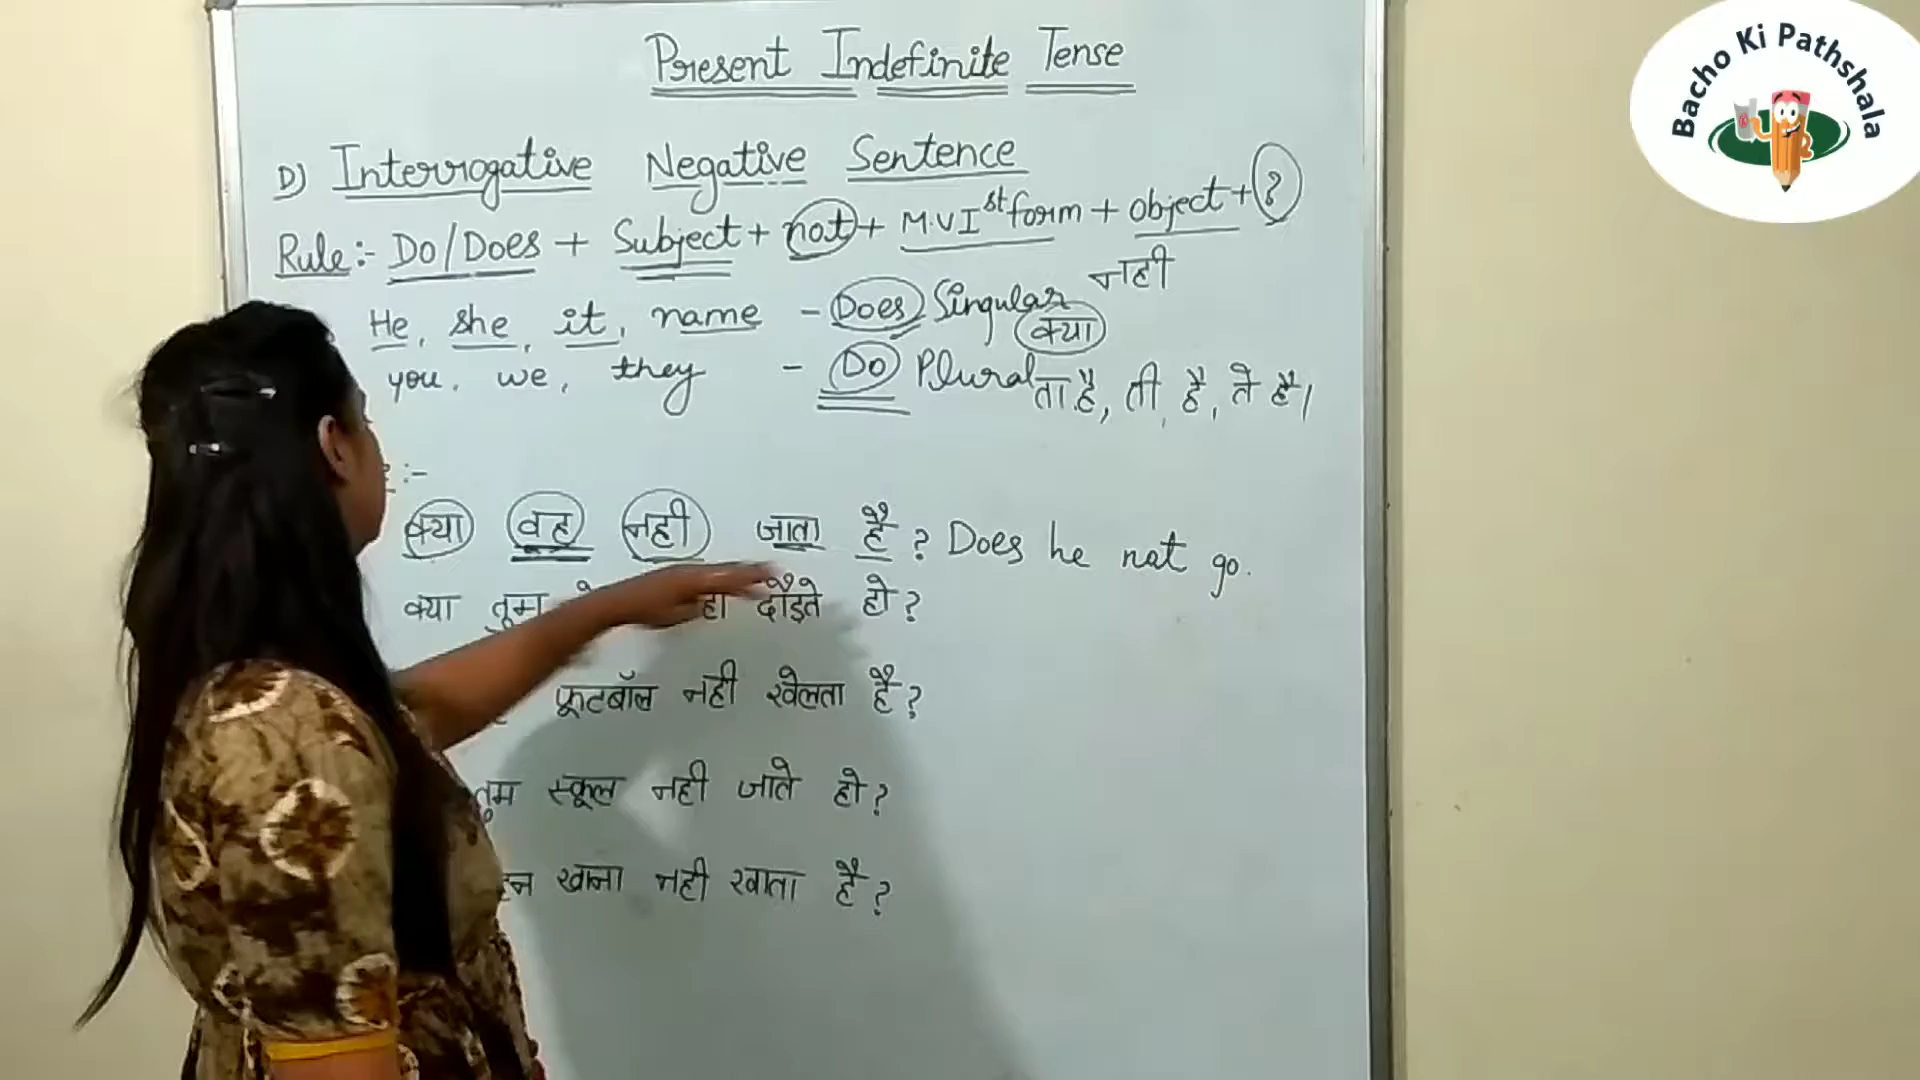 Present Indefinite Tense
Bacho Ki Pathshala
D) Interrogative Negative Sentence
Rule:- Do/Does + Subject + not + M.V Ist form + object + ?
नही
He, she, it, name - Does Singular
क्या
you, we, they - Do Plural
ता है, ती है, ते हैं।
:-
क्या वह नही जाता है? Does he not go.
क्या तुम दौड़ते हो?
फूटबॉल नही खेलता है?
तुम स्कूल नही जाते हो?
खाना नही खाता है?